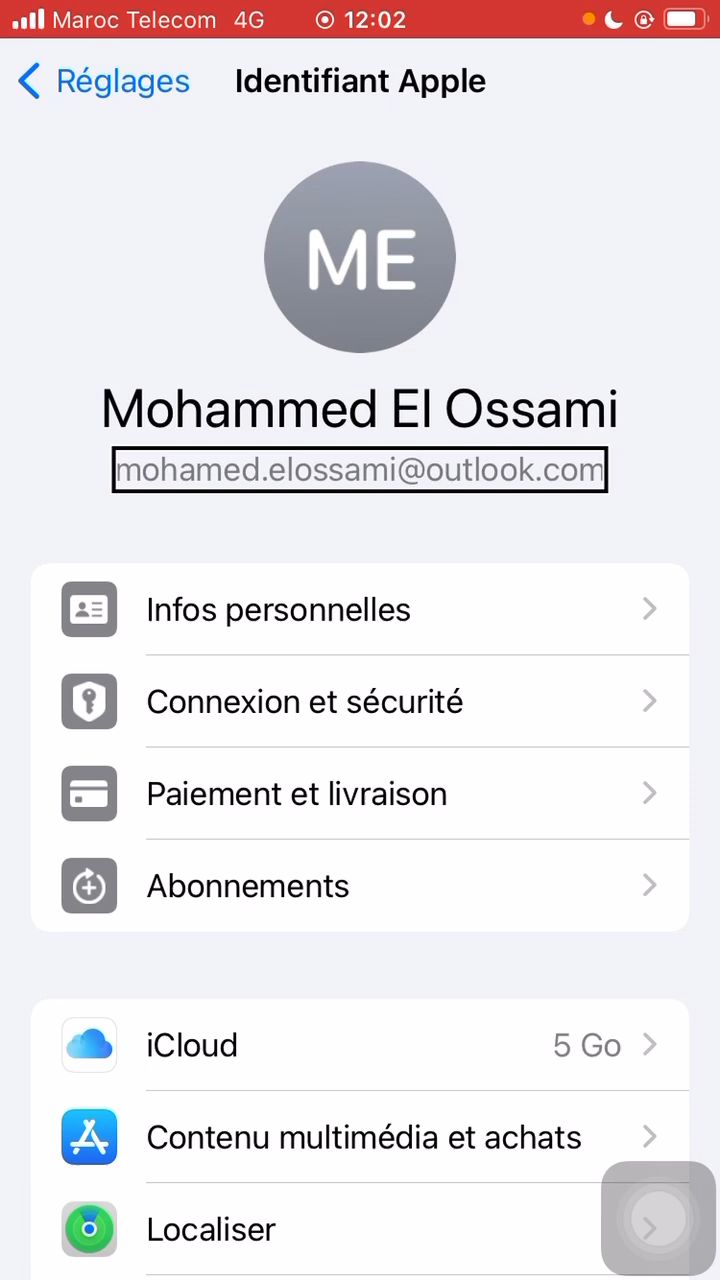 Maroc Telecom 4G 12:02
Réglages Identifiant Apple
ME
Mohammed El Ossami
mohamed.elossami@outlook.com
Infos personnelles
Connexion et sécurité
Paiement et livraison
Abonnements
iCloud 5 Go
Contenu multimédia et achats
Localiser